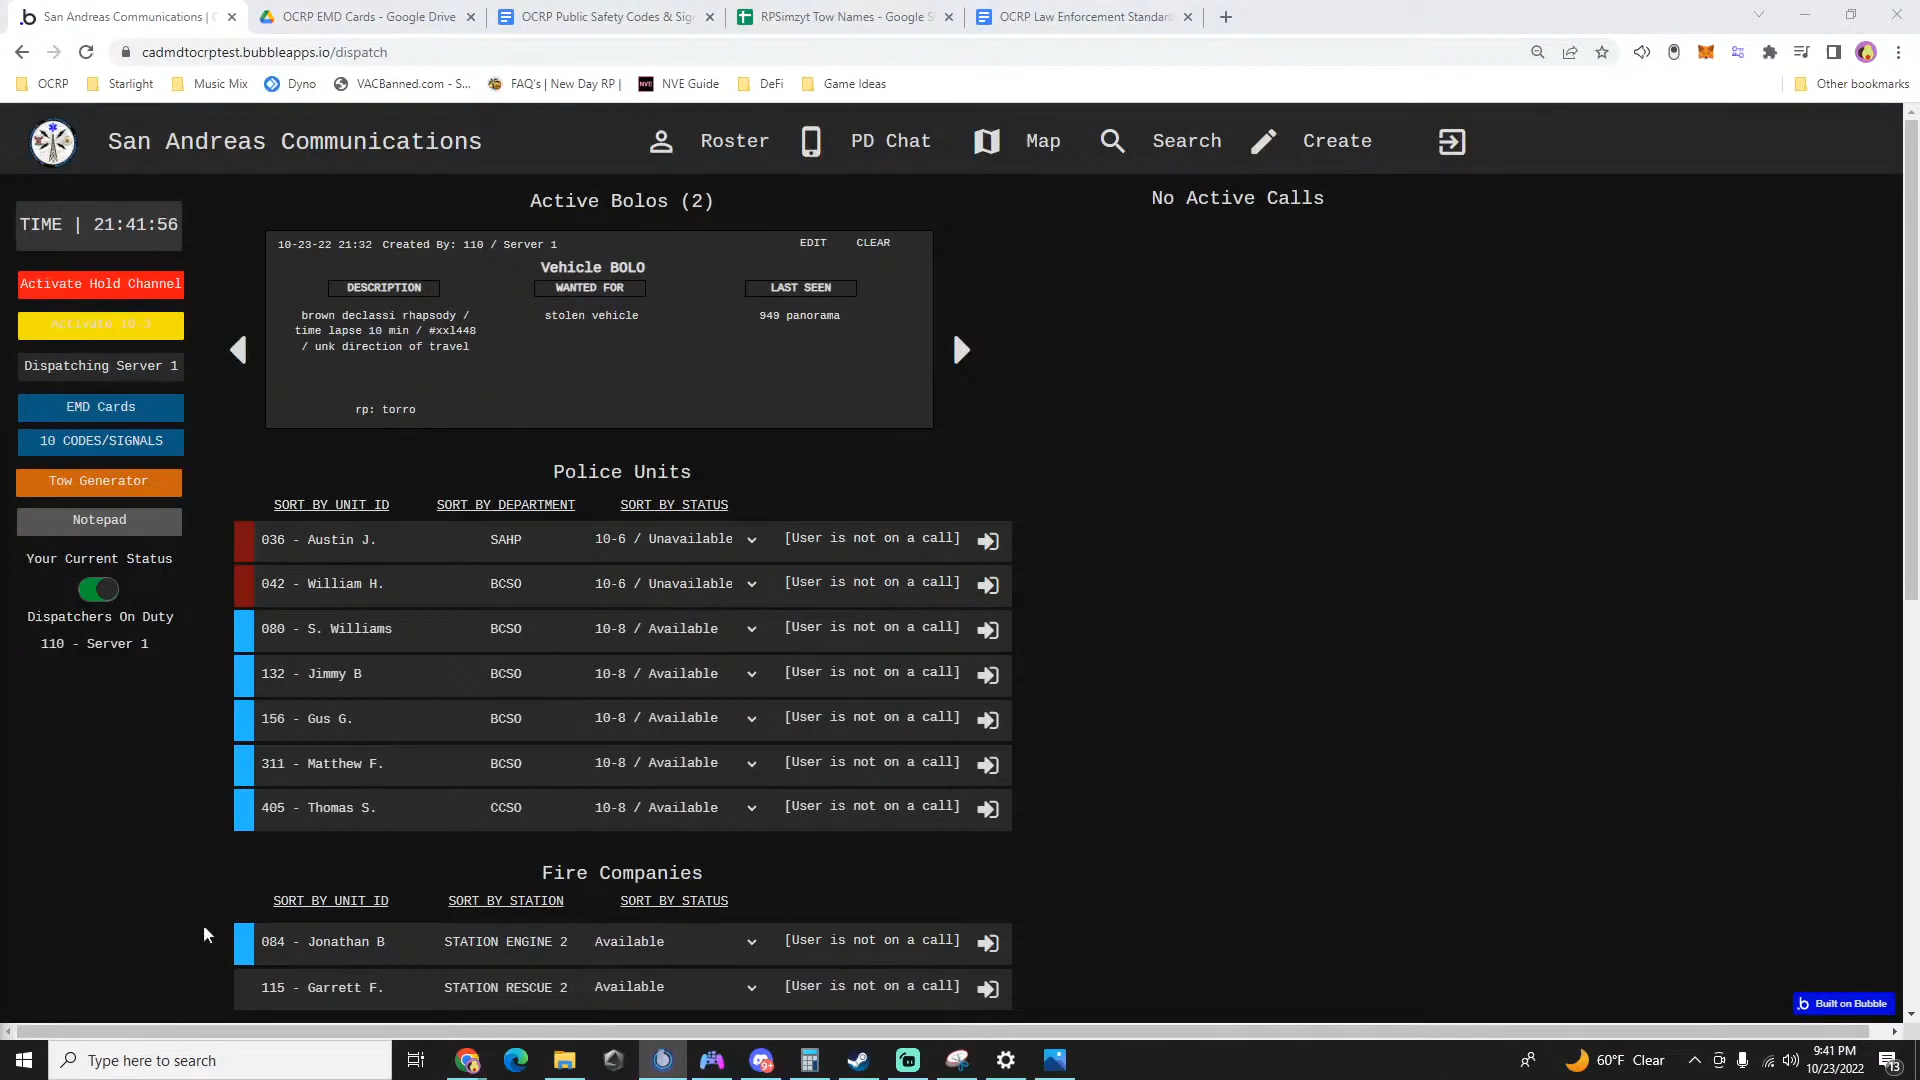 San Andreas Communications | C
OCRP EMD Cards - Google Drive
OCRP Public Safety Codes & Sig
RPSimzyt Tow Names - Google S
OCRP Law Enforcement Standard
cadmdtocrptest.bubbleapps.io/dispatch
OCRP
Starlight
Music Mix
Dyno
VACBanned.com - S...
FAQ's | New Day RP |
NVE Guide
DeFi
Game Ideas
Other bookmarks
San Andreas Communications
Roster
PD Chat
Map
Search
Create
TIME | 21:41:56
Activate Hold Channel
Activate 10-3
Dispatching Server 1
EMD Cards
10 CODES/SIGNALS
Tow Generator
Notepad
Your Current Status
Dispatchers On Duty
110 - Server 1
Active Bolos (2)
10-23-22 21:32 Created By: 110 / Server 1
EDIT
CLEAR
Vehicle BOLO
DESCRIPTION
WANTED FOR
LAST SEEN
brown declassi rhapsody /
time lapse 10 min / #xxl448
/ unk direction of travel
stolen vehicle
949 panorama
rp: torro
No Active Calls
Police Units
SORT BY UNIT ID
SORT BY DEPARTMENT
SORT BY STATUS
036 - Austin J. SAHP 10-6 / Unavailable [User is not on a call]
042 - William H. BCSO 10-6 / Unavailable [User is not on a call]
080 - S. Williams BCSO 10-8 / Available [User is not on a call]
132 - Jimmy B BCSO 10-8 / Available [User is not on a call]
156 - Gus G. BCSO 10-8 / Available [User is not on a call]
311 - Matthew F. BCSO 10-8 / Available [User is not on a call]
405 - Thomas S. CCSO 10-8 / Available [User is not on a call]
Fire Companies
SORT BY UNIT ID
SORT BY STATION
SORT BY STATUS
084 - Jonathan B STATION ENGINE 2 Available [User is not on a call]
115 - Garrett F. STATION RESCUE 2 Available [User is not on a call]
Built on Bubble
Type here to search
9+
60°F Clear
9:41 PM
10/23/2022
13